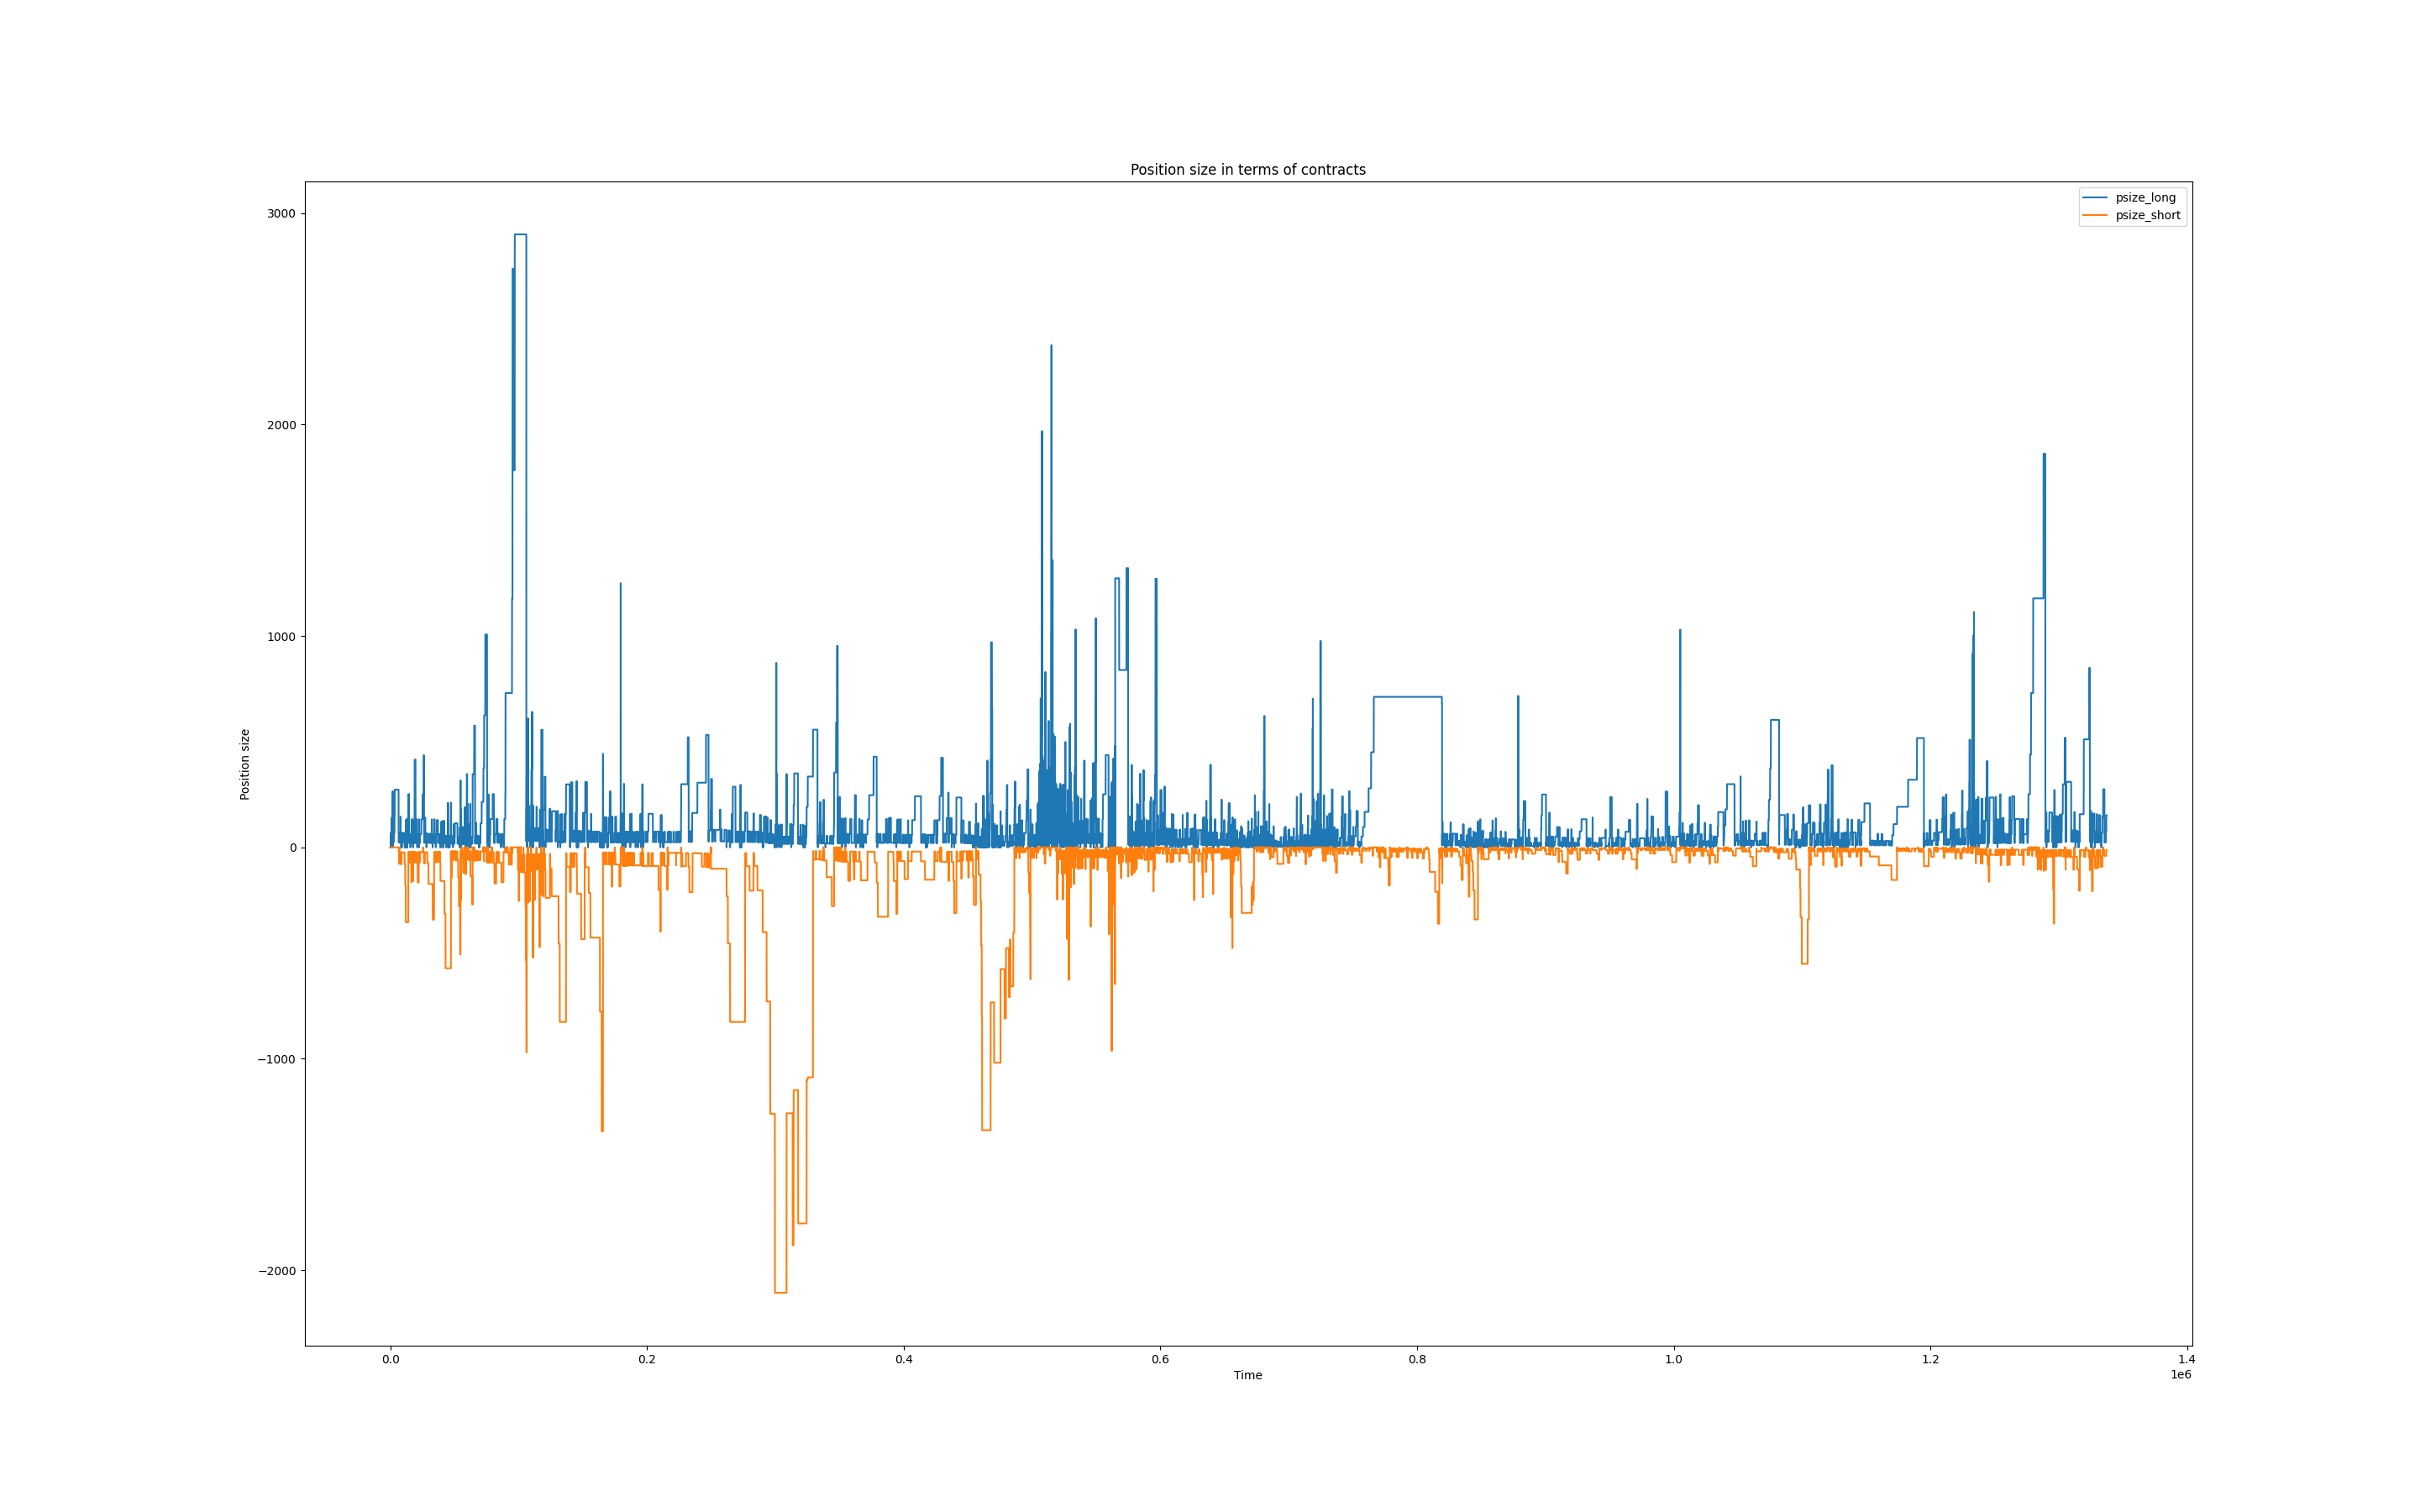 Position size in terms of contracts
psize_long
psize_short
3000
2000
1000
0
−1000
−2000
Position size
0.0 0.2 0.4 0.6 0.8 1.0 1.2 1.4
Time
1e6